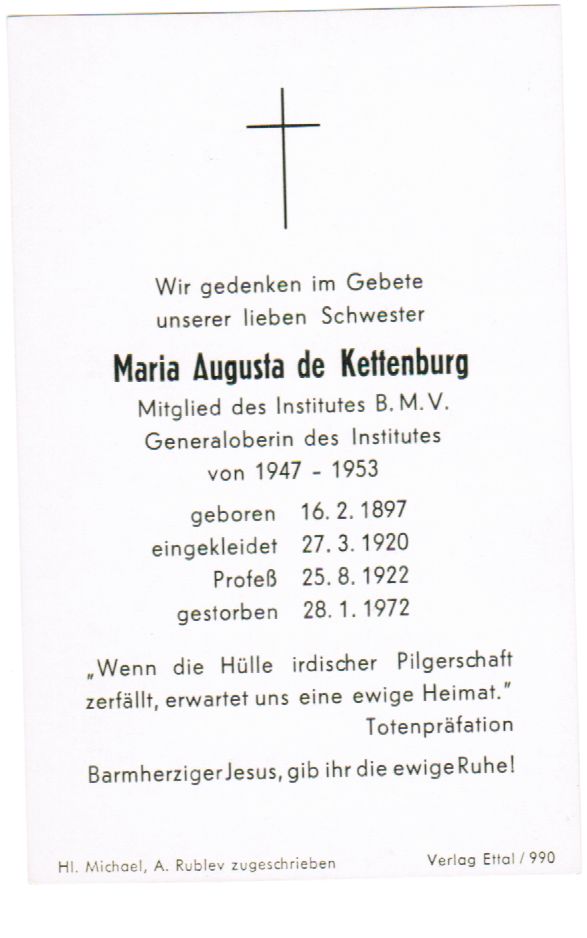 Wir gedenken im Gebete
unserer lieben Schwester
Maria Augusta de Kettenburg
Mitglied des Institutes B. M. V.
Generaloberin des Institutes
von 1947 - 1953
geboren 16. 2. 1897
eingekleidet 27. 3. 1920
Profeß 25. 8. 1922
gestorben 28. 1. 1972
„Wenn die Hülle irdischer Pilgerschaft
zerfällt, erwartet uns eine ewige Heimat."
Totenpräfation
Barmherziger Jesus, gib ihr die ewige Ruhe!
Hl. Michael, A. Rublev zugeschrieben
Verlag Ettal / 990